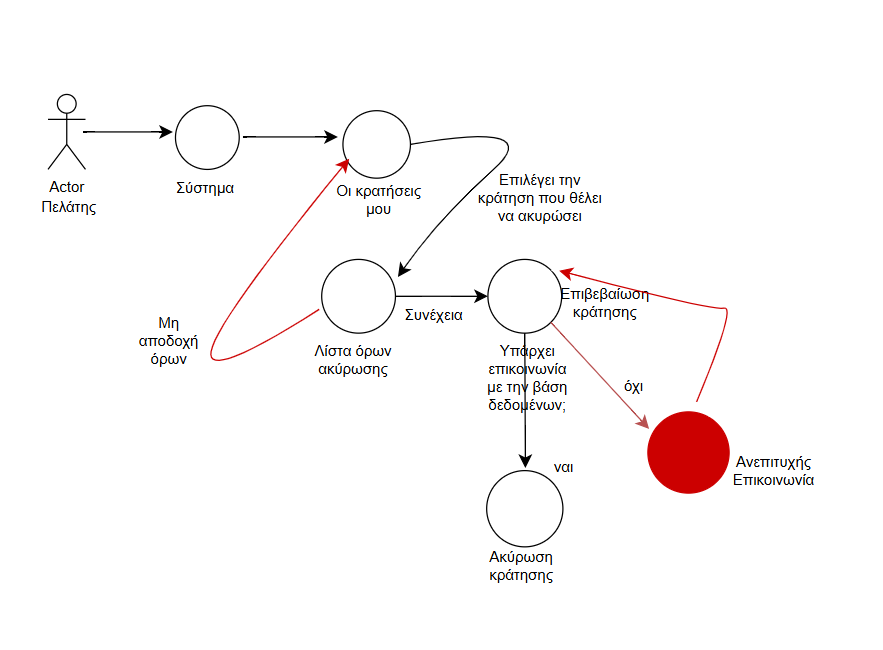 Actor
Πελάτης
Σύστημα
Οι κρατήσεις
μου
Επιλέγει την
κράτηση που θέλει
να ακυρώσει
Μη
αποδοχή
όρων
Λίστα όρων
ακύρωσης
Συνέχεια
Επιβεβαίωση
κράτησης
Υπάρχει
επικοινωνία
με την βάση
δεδομένων;
όχι
Ανεπιτυχής
Επικοινωνία
ναι
Ακύρωση
κράτησης